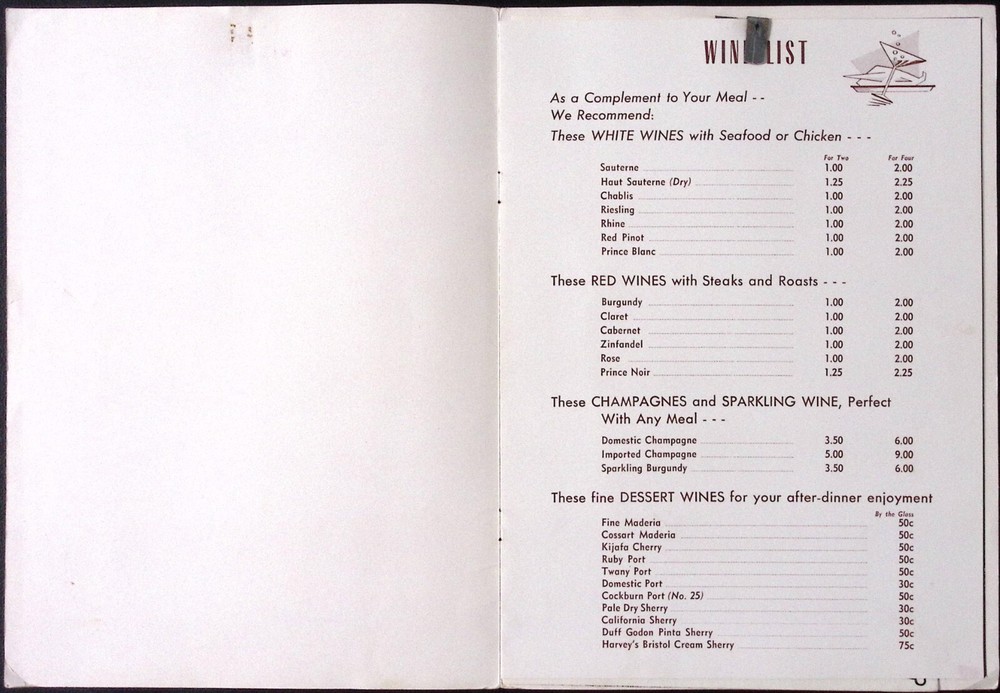 WINE LIST
As a Complement to Your Meal - -
We Recommend:
These WHITE WINES with Seafood or Chicken - - -
For Two For Four
Sauterne 1.00 2.00
Haut Sauterne (Dry) 1.25 2.25
Chablis 1.00 2.00
Riesling 1.00 2.00
Rhine 1.00 2.00
Red Pinot 1.00 2.00
Prince Blanc 1.00 2.00
These RED WINES with Steaks and Roasts - - -
Burgundy 1.00 2.00
Claret 1.00 2.00
Cabernet 1.00 2.00
Zinfandel 1.00 2.00
Rose 1.00 2.00
Prince Noir 1.25 2.25
These CHAMPAGNES and SPARKLING WINE, Perfect
With Any Meal - - -
Domestic Champagne 3.50 6.00
Imported Champagne 5.00 9.00
Sparkling Burgundy 3.50 6.00
These fine DESSERT WINES for your after-dinner enjoyment
By the Glass
Fine Maderia 50c
Cossart Maderia 50c
Kijafa Cherry 50c
Ruby Port 50c
Twany Port 50c
Domestic Port 30c
Cockburn Port (No. 25) 50c
Pale Dry Sherry 30c
California Sherry 30c
Duff Godon Pinta Sherry 50c
Harvey's Bristol Cream Sherry 75c